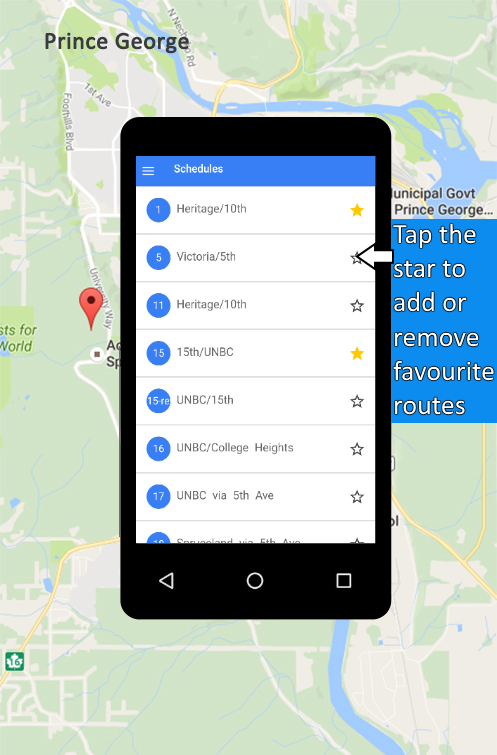 Prince George
N Nechako Rd
1st Ave
Foothills Blvd
Schedules
1 Heritage/10th
Municipal Govt
Prince George...
5 Victoria/5th
Tap the
star to
add or
remove
favourite
routes
11 Heritage/10th
University Way
sts for
World
15 15th/UNBC
Sp
15-re UNBC/15th
16 UNBC/College Heights
17 UNBC via 5th Ave
Spruceland via 5th Ave
ol
16